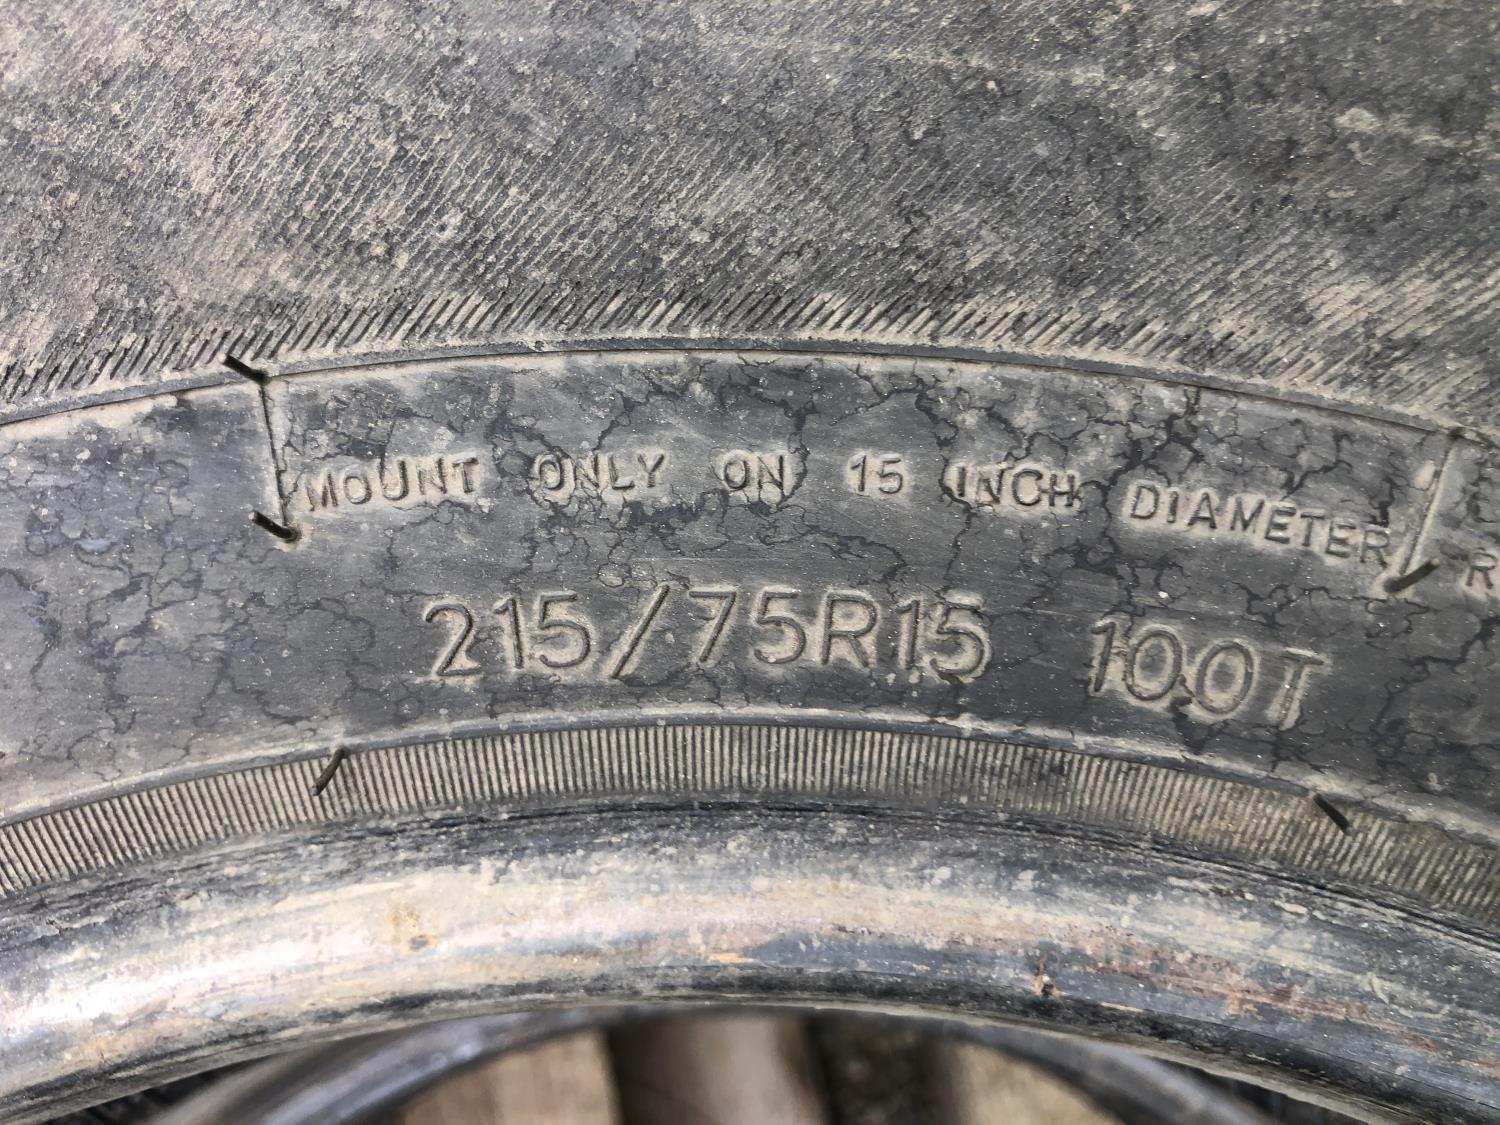 MOUNT ONLY ON 15 INCH DIAMETER R
215/75R15 100T